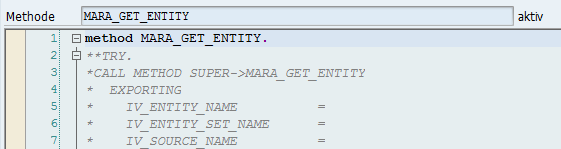 Methode MARA_GET_ENTITY aktiv
1 method MARA_GET_ENTITY.
2 **TRY.
3 *CALL METHOD SUPER->MARA_GET_ENTITY
4 * EXPORTING
5 * IV_ENTITY_NAME =
6 * IV_ENTITY_SET_NAME =
7 * IV_SOURCE_NAME =